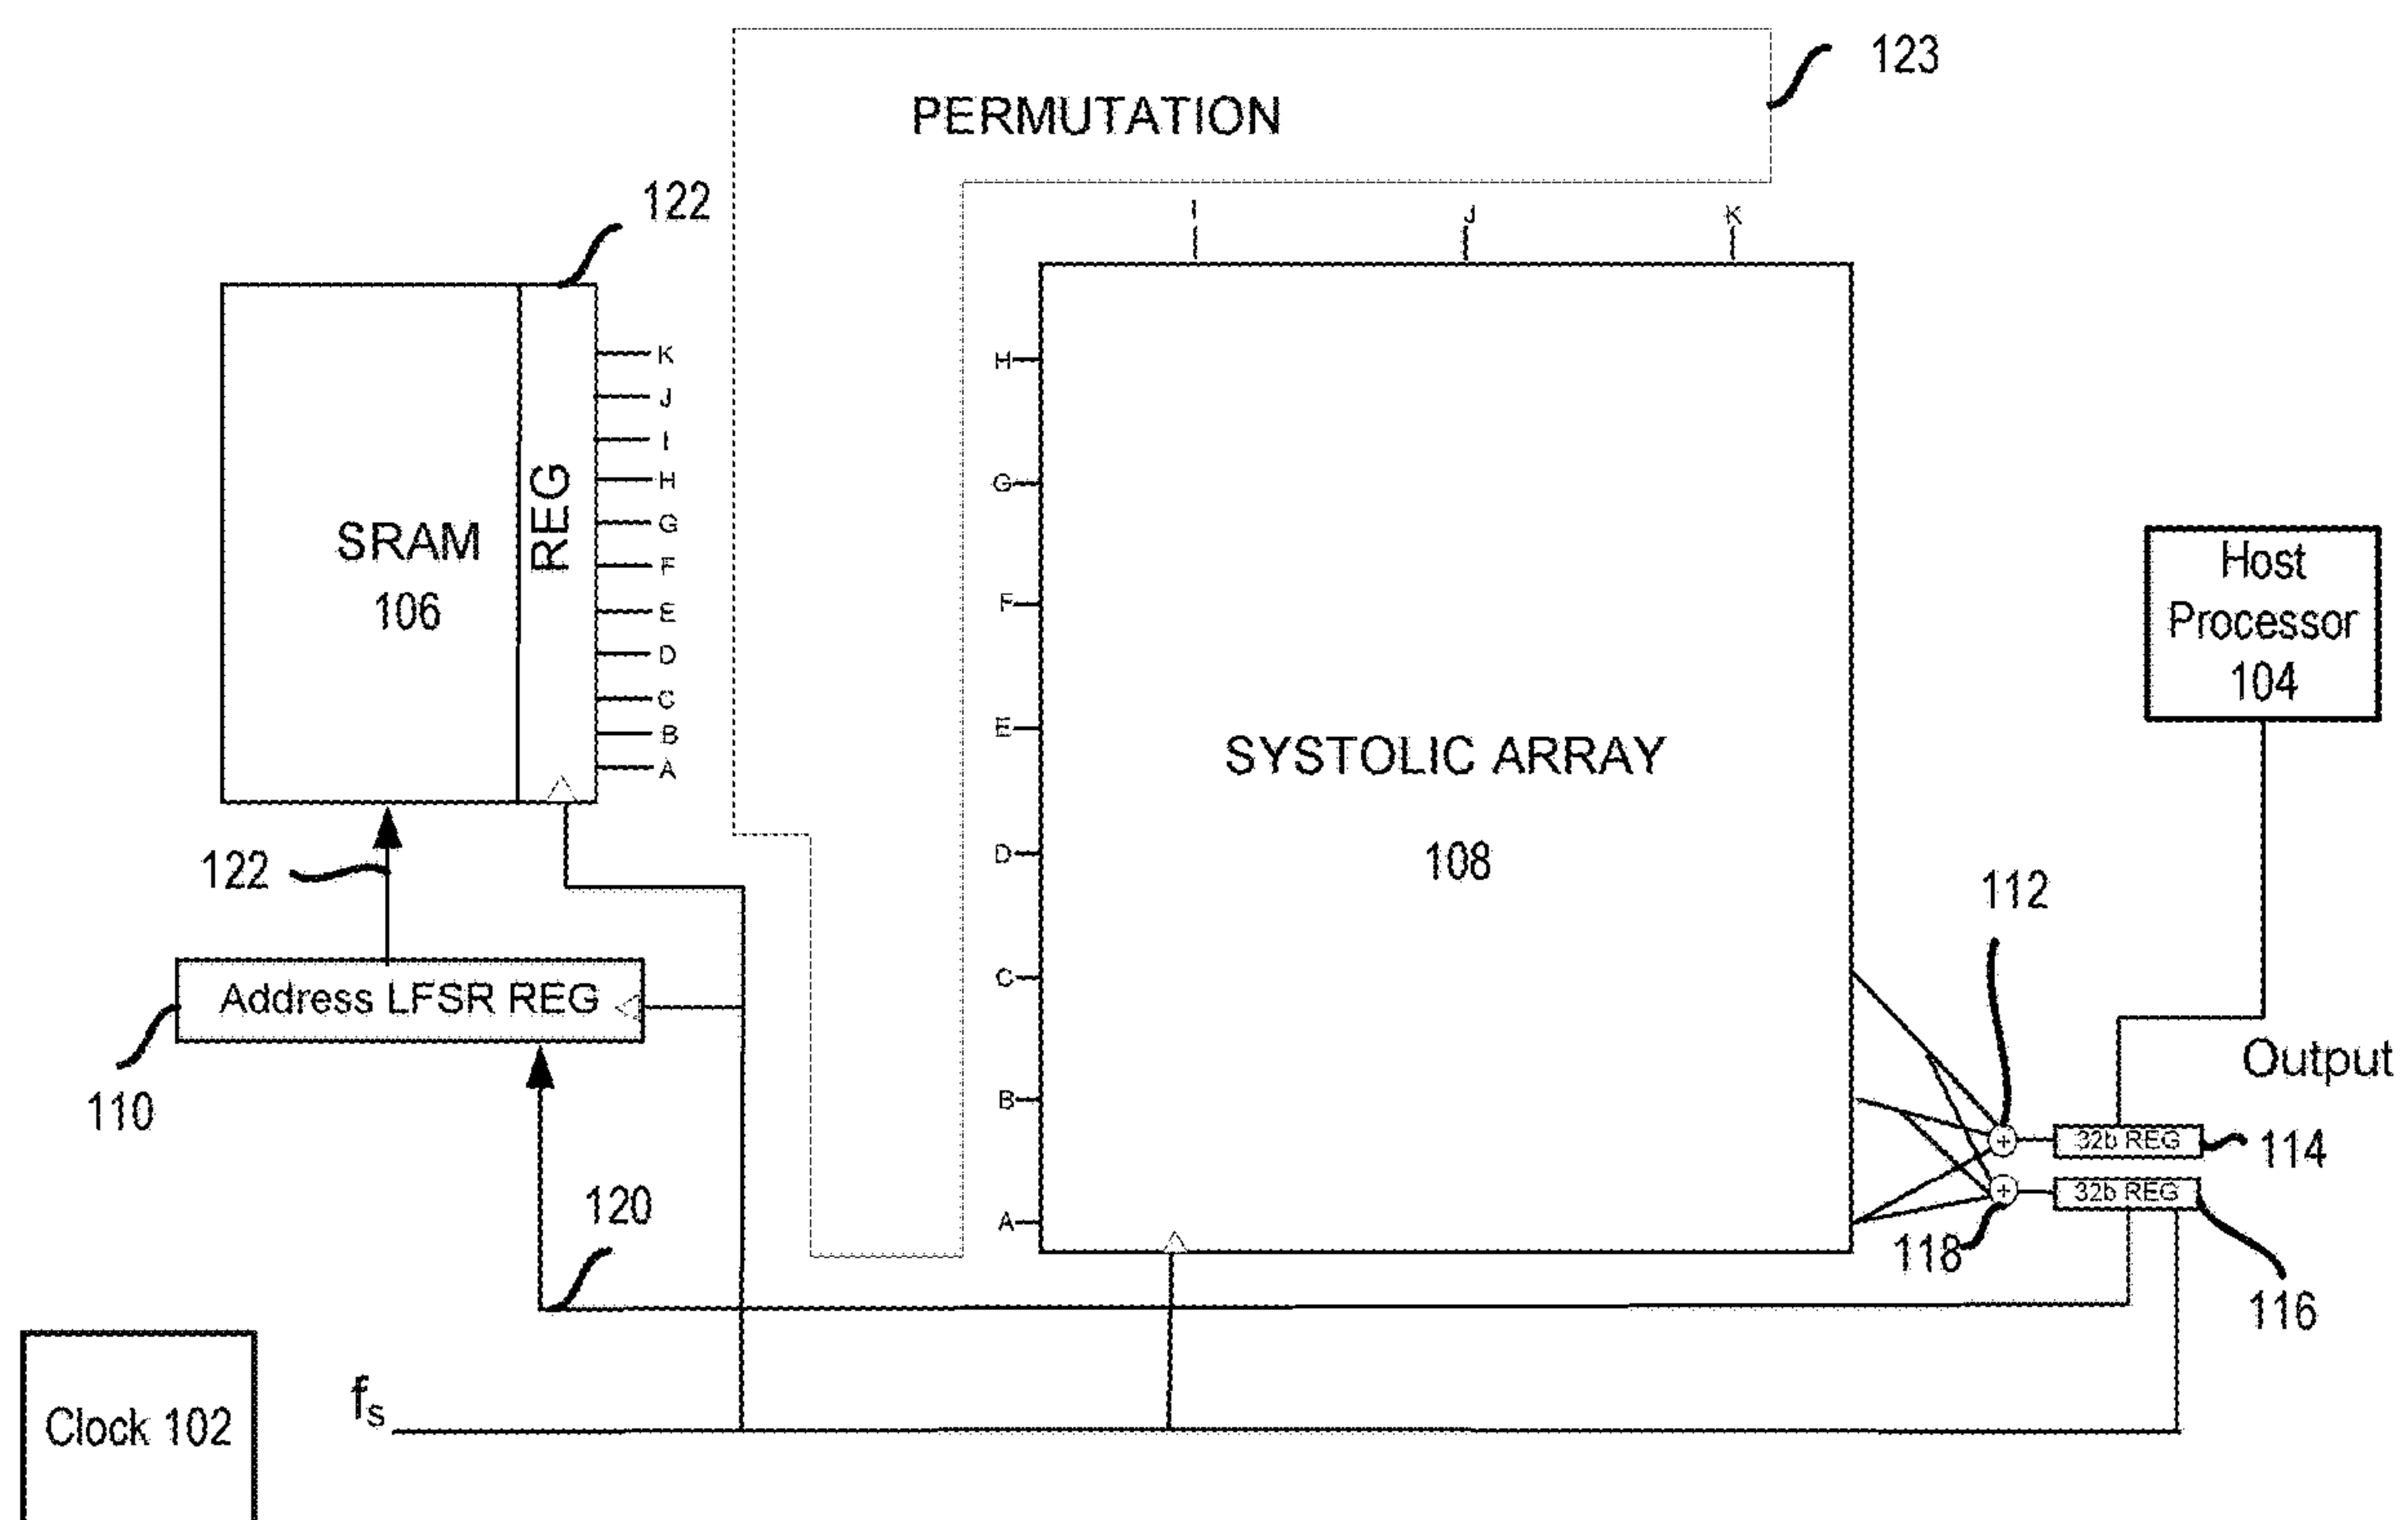 123
PERMUTATION
122
I
J
K
K
J
I
H
G
F
E
D
C
B
A
REG
SRAM
106
H
G
F
E
D
C
B
A
Host
Processor
104
SYSTOLIC ARRAY
108
112
122
Address LFSR REG
110
Output
32b REG
114
32b REG
118
116
120
fs
Clock 102